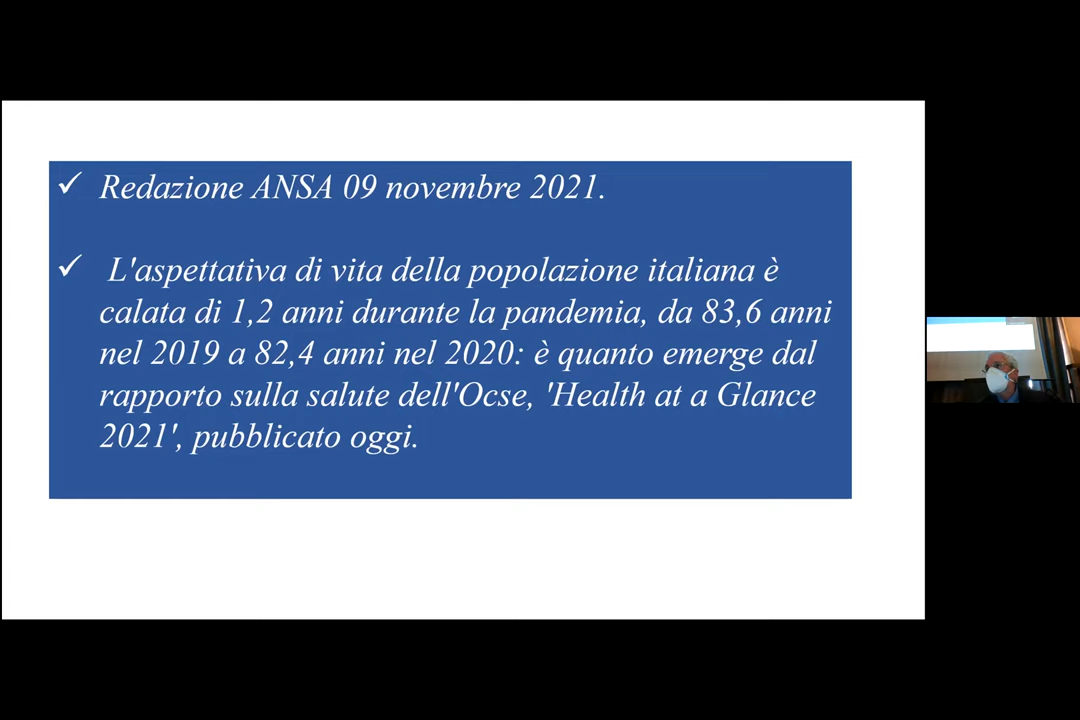 ✓ Redazione ANSA 09 novembre 2021.
✓ L'aspettativa di vita della popolazione italiana è
calata di 1,2 anni durante la pandemia, da 83,6 anni
nel 2019 a 82,4 anni nel 2020: è quanto emerge dal
rapporto sulla salute dell'Ocse, 'Health at a Glance
2021', pubblicato oggi.